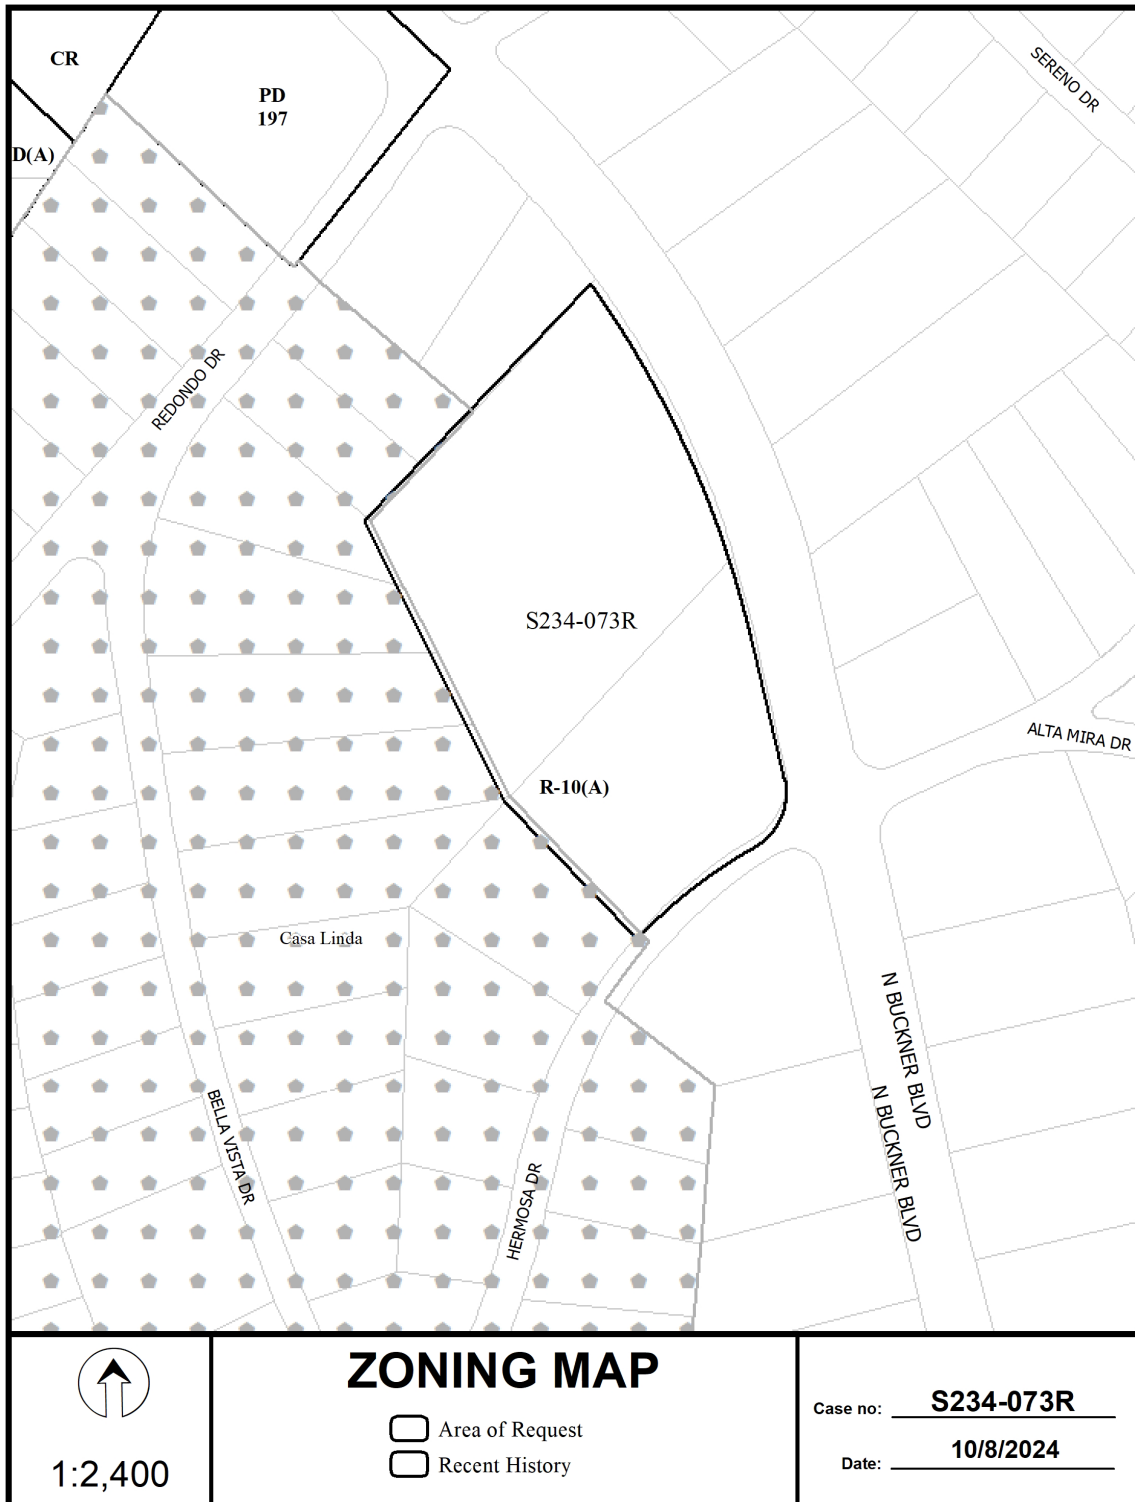 CR
PD
197
SERENO DR
D(A)
REDONDO DR
S234-073R
ALTA MIRA DR
R-10(A)
Casa Linda
N BUCKNER BLVD
N BUCKNER BLVD
BELLA VISTA DR
HERMOSA DR
1:2,400
ZONING MAP
Area of Request
Recent History
Case no: S234-073R
Date: 10/8/2024